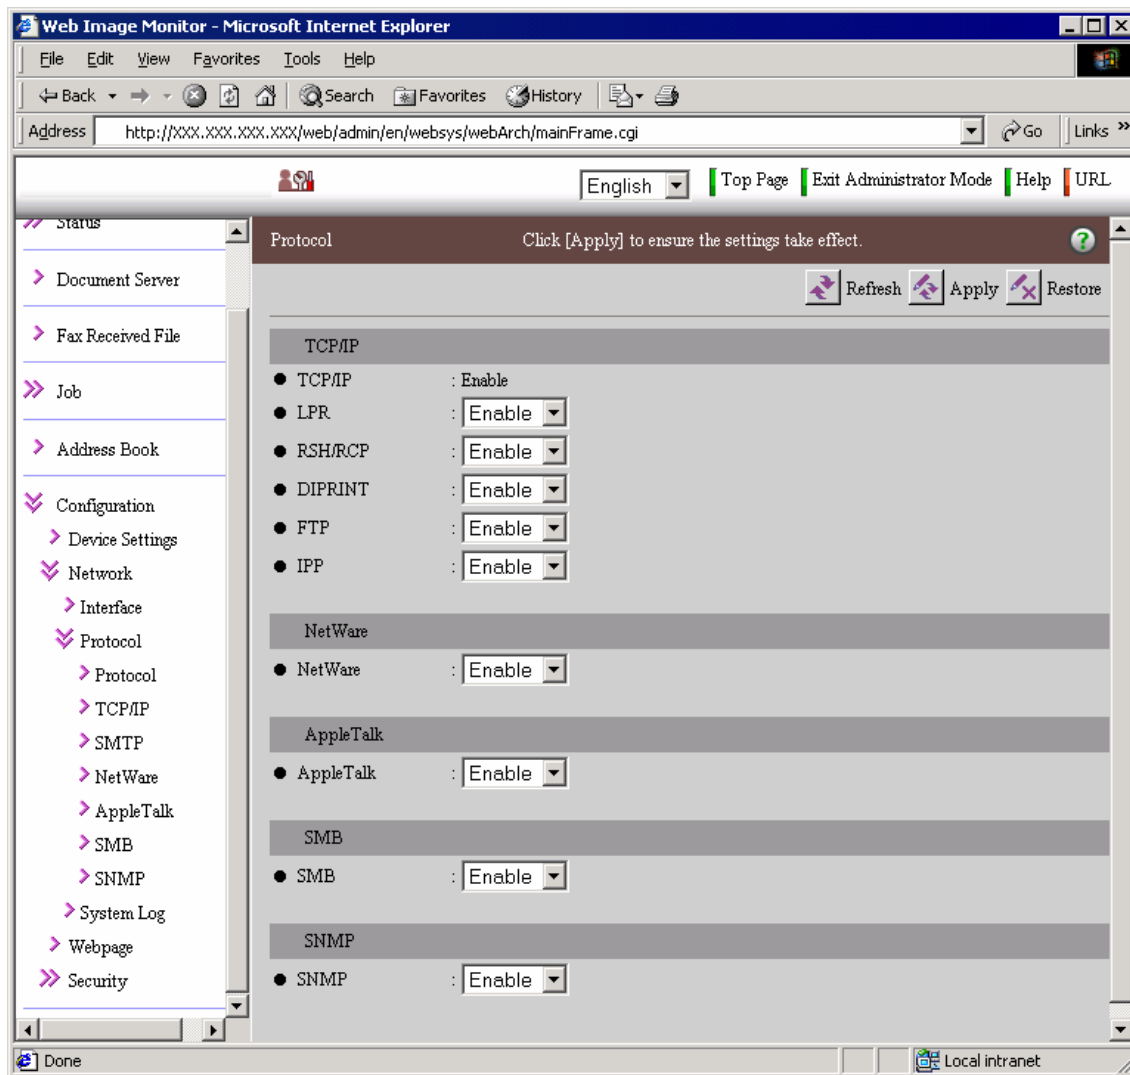 Web Image Monitor - Microsoft Internet Explorer
File Edit View Favorites Tools Help
Back Search Favorites History
Address http://XXX.XXX.XXX.XXX/web/admin/en/websys/webArch/mainFrame.cgi Go Links »
English Top Page Exit Administrator Mode Help URL
Status
Document Server
Fax Received File
Job
Address Book
Configuration
Device Settings
Network
Interface
Protocol
Protocol
TCP/IP
SMTP
NetWare
AppleTalk
SMB
SNMP
System Log
Webpage
Security
Protocol Click [Apply] to ensure the settings take effect. ?
Refresh Apply Restore
TCP/IP
● TCP/IP : Enable
● LPR : Enable
● RSH/RCP : Enable
● DIPRINT : Enable
● FTP : Enable
● IPP : Enable
NetWare
● NetWare : Enable
AppleTalk
● AppleTalk : Enable
SMB
● SMB : Enable
SNMP
● SNMP : Enable
Done Local intranet